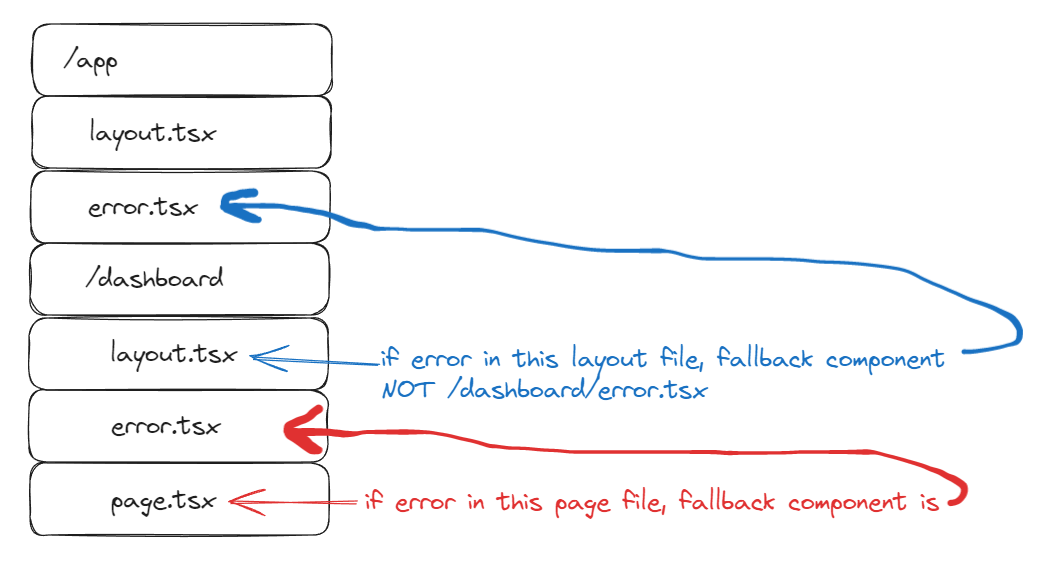 /app
layout.tsx
error.tsx
/dashboard
layout.tsx
if error in this layout file, fallback component
NOT /dashboard/error.tsx
error.tsx
page.tsx
if error in this page file, fallback component is